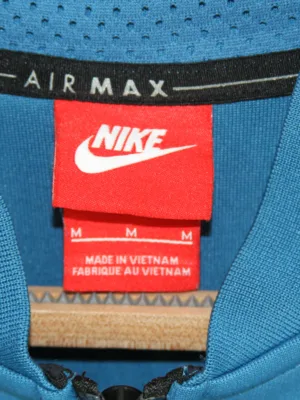 AIR MAX
NIKE
M M M
MADE IN VIETNAM
FABRIQUE AU VIETNAM